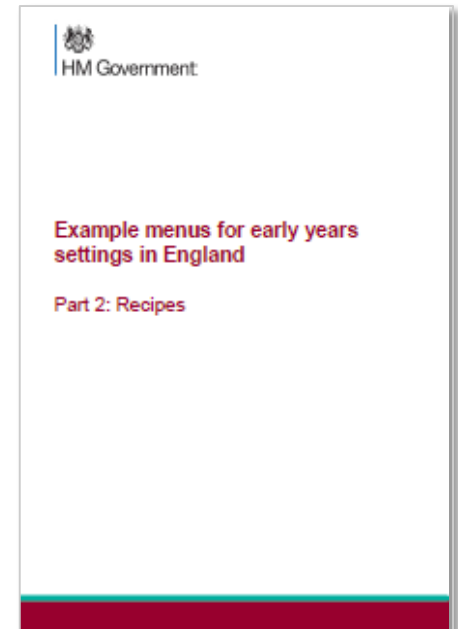 HM Government
Example menus for early years
settings in England
Part 2: Recipes